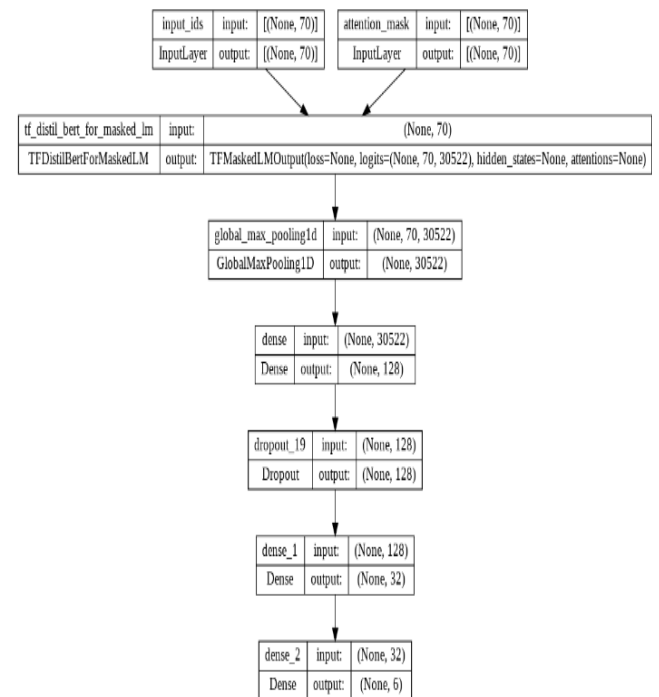 input_ids input: [(None, 70)]
InputLayer output: [(None, 70)]
attention_mask input: [(None, 70)]
InputLayer output: [(None, 70)]
tf_distil_bert_for_masked_lm input: (None, 70)
TFDistilBertForMaskedLM output: TFMaskedLMOutput(loss=None, logits=(None, 70, 30522), hidden_states=None, attentions=None)
global_max_pooling1d input: (None, 70, 30522)
GlobalMaxPooling1D output: (None, 30522)
dense input: (None, 30522)
Dense output: (None, 128)
dropout_19 input: (None, 128)
Dropout output: (None, 128)
dense_1 input: (None, 128)
Dense output: (None, 32)
dense_2 input: (None, 32)
Dense output: (None, 6)